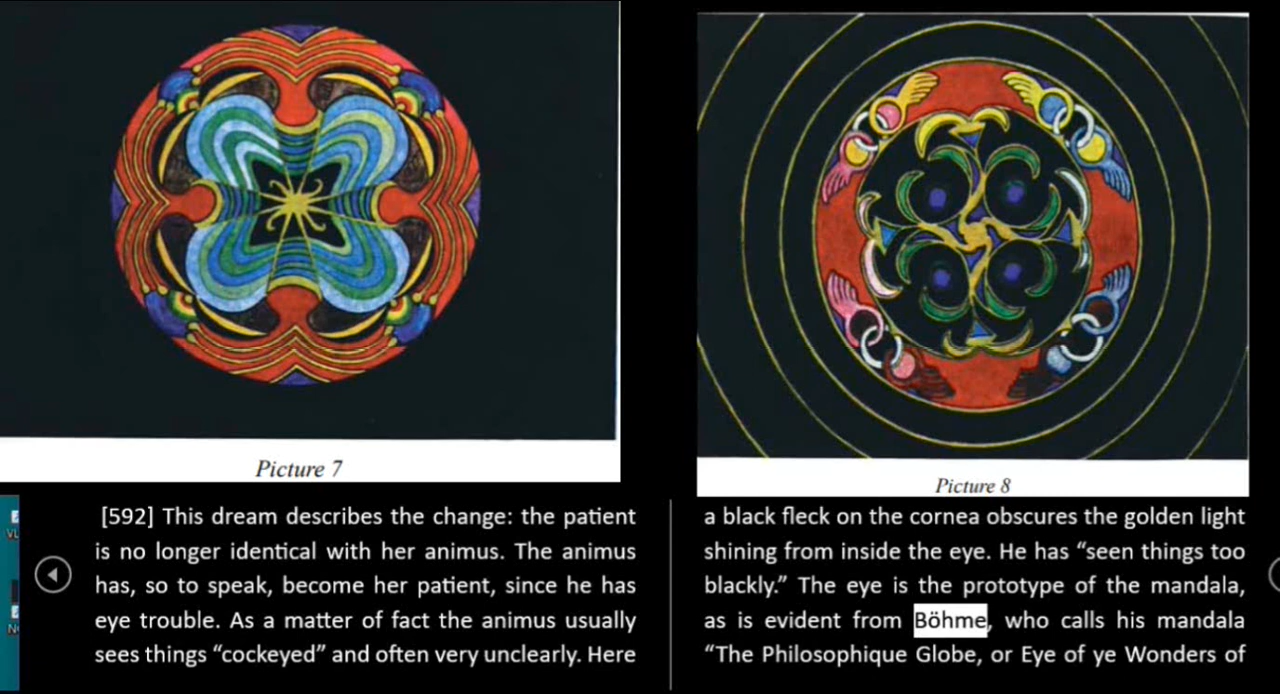 Picture 7
Picture 8
[592] This dream describes the change: the patient
is no longer identical with her animus. The animus
has, so to speak, become her patient, since he has
eye trouble. As a matter of fact the animus usually
sees things “cockeyed” and often very unclearly. Here
a black fleck on the cornea obscures the golden light
shining from inside the eye. He has “seen things too
blackly.” The eye is the prototype of the mandala,
as is evident from Böhme, who calls his mandala
“The Philosophique Globe, or Eye of ye Wonders of